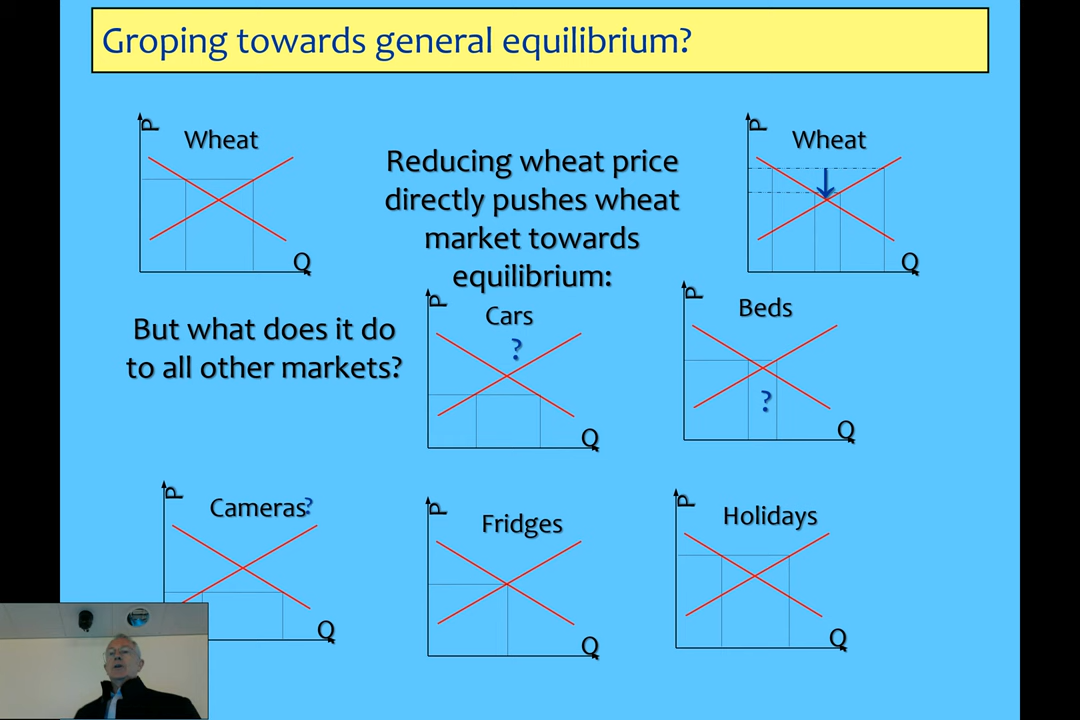 Groping towards general equilibrium?
P
Wheat
Q
Reducing wheat price
directly pushes wheat
market towards
equilibrium:
P
Wheat
Q
But what does it do
to all other markets?
P
Cars
?
Q
P
Beds
?
Q
P
Cameras?
Q
P
Fridges
Q
P
Holidays
Q